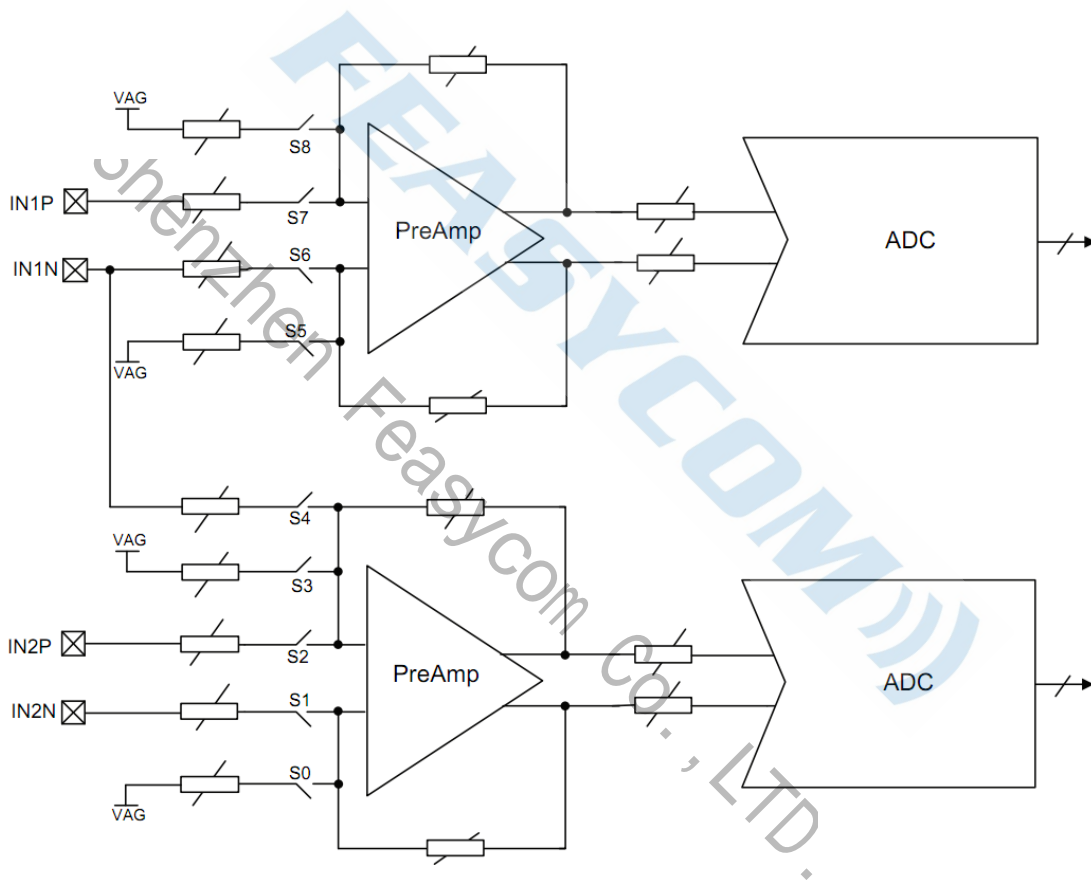 VAG
S8
IN1P
S7
PreAmp
ADC
IN1N
S6
S5
VAG
S4
VAG
S3
IN2P
S2
PreAmp
ADC
IN2N
S1
S0
VAG
FEASYCOM
Shenzhen Feasycom Co., LTD.